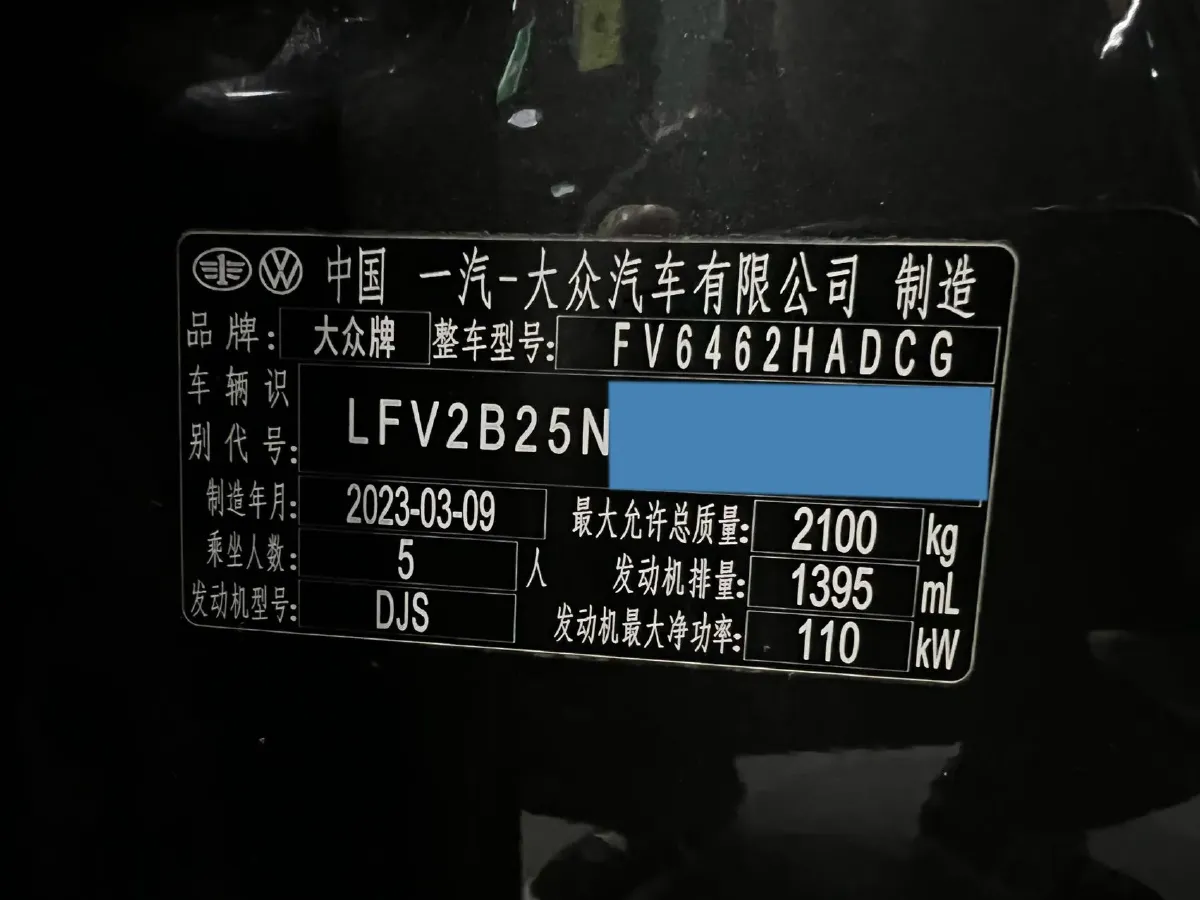 中国 一汽-大众汽车有限公司 制造
品牌: 大众牌 整车型号: FV6462HADCG
车辆识别代号: LFV2B25N
制造年月: 2023-03-09 最大允许总质量: 2100 kg
乘坐人数: 5 人 发动机排量: 1395 mL
发动机型号: DJS 发动机最大净功率: 110 kW